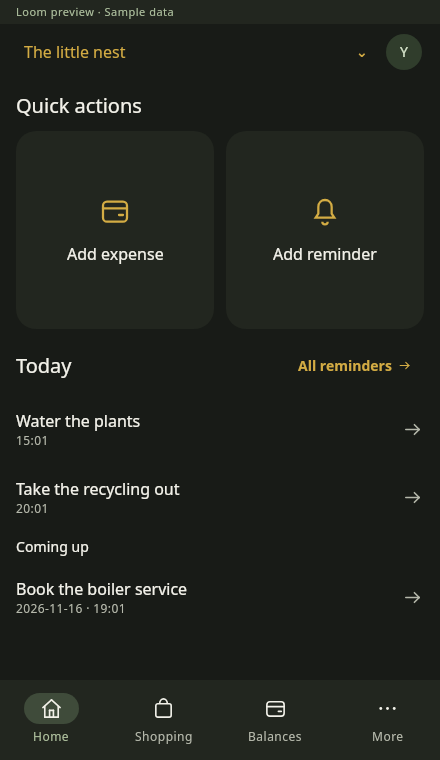 Loom preview · Sample data
The little nest
Y
Quick actions
Add expense
Add reminder
Today
All reminders →
Water the plants
15:01
Take the recycling out
20:01
Coming up
Book the boiler service
2026-11-16 · 19:01
Home
Shopping
Balances
More